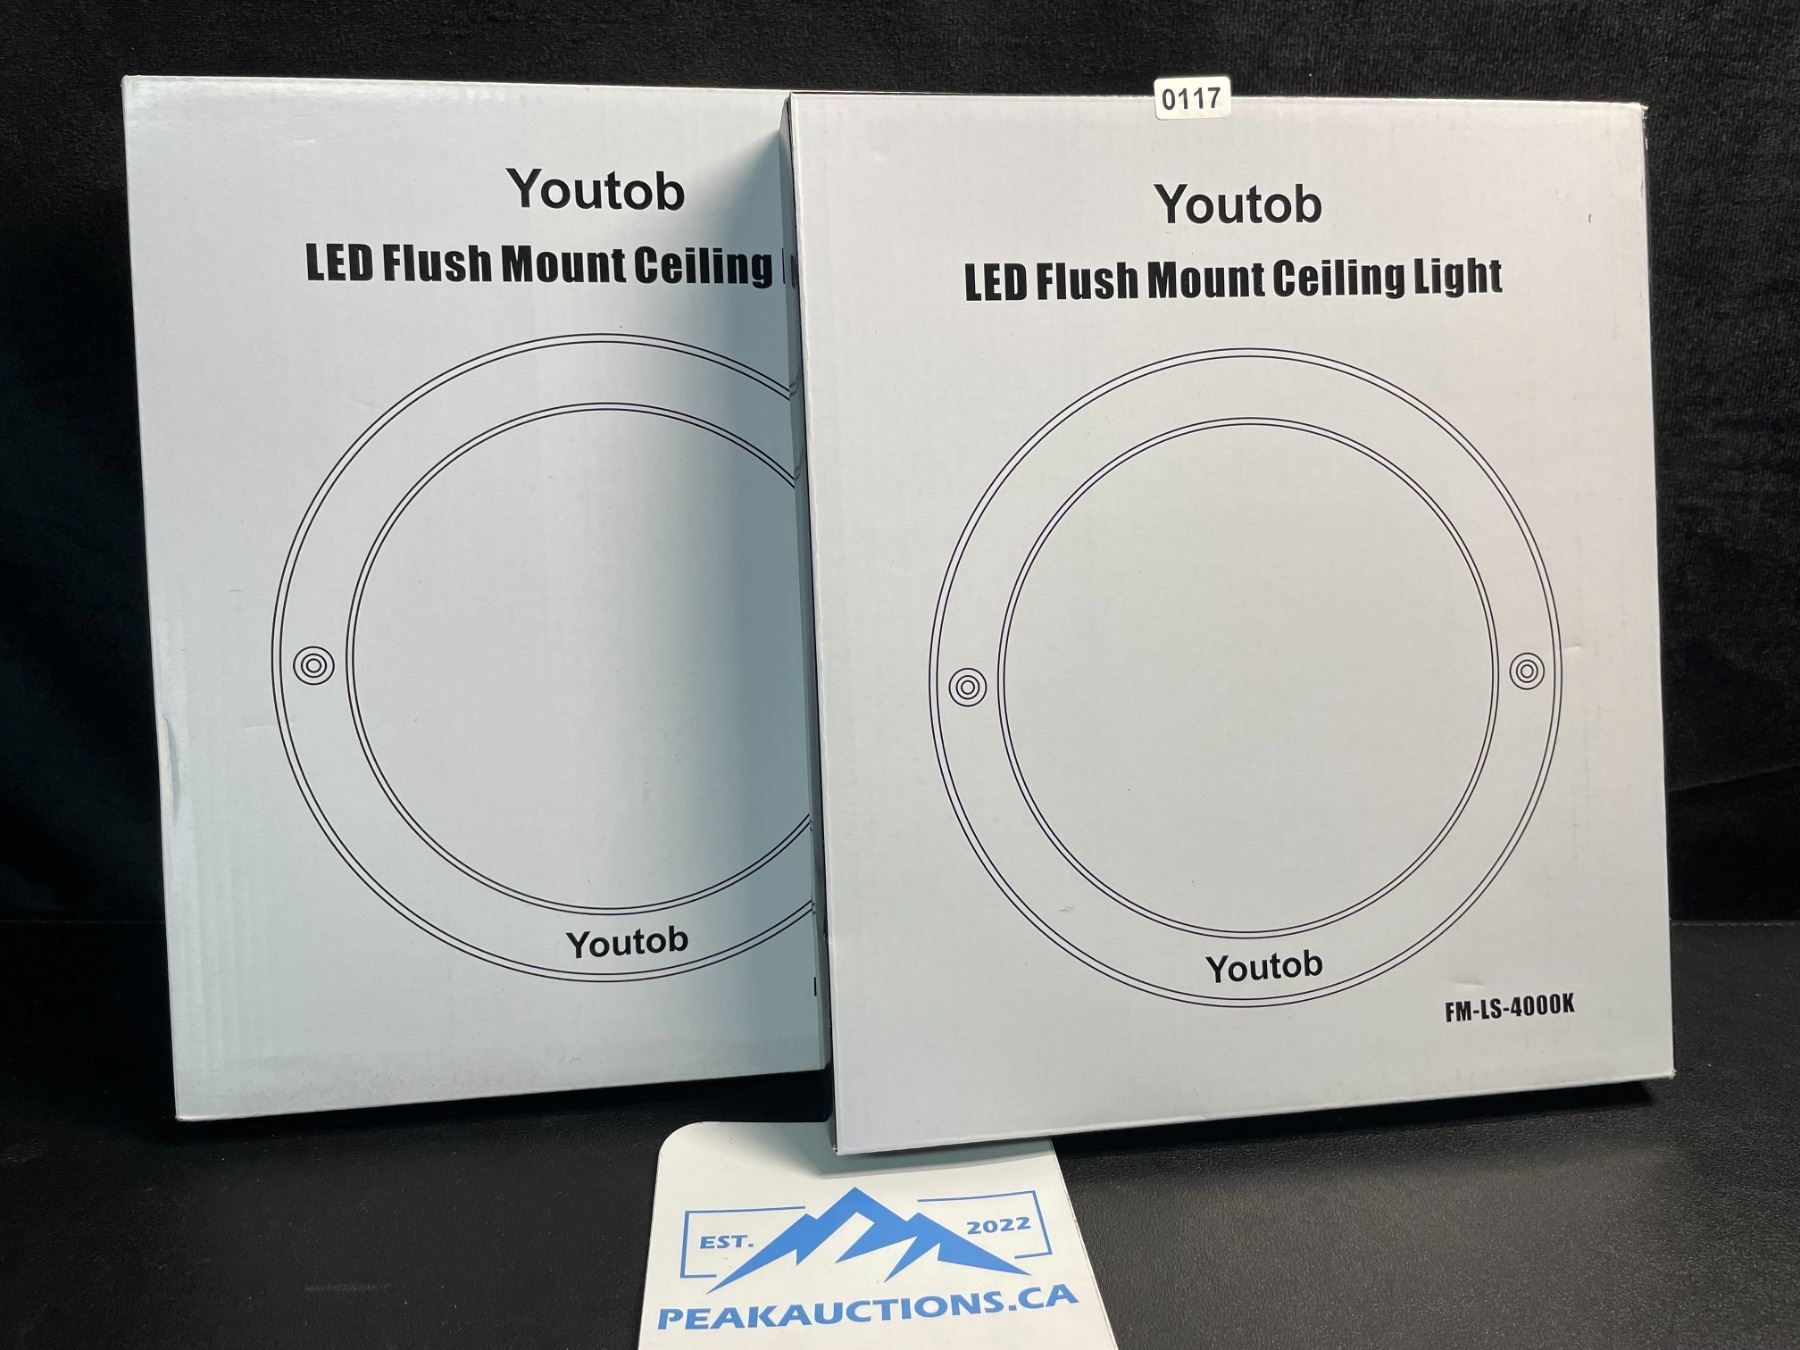 Youtob
LED Flush Mount Ceiling
Youtob
0117
Youtob
LED Flush Mount Ceiling Light
Youtob
FM-LS-4000K
EST. 2022
PEAKAUCTIONS.CA